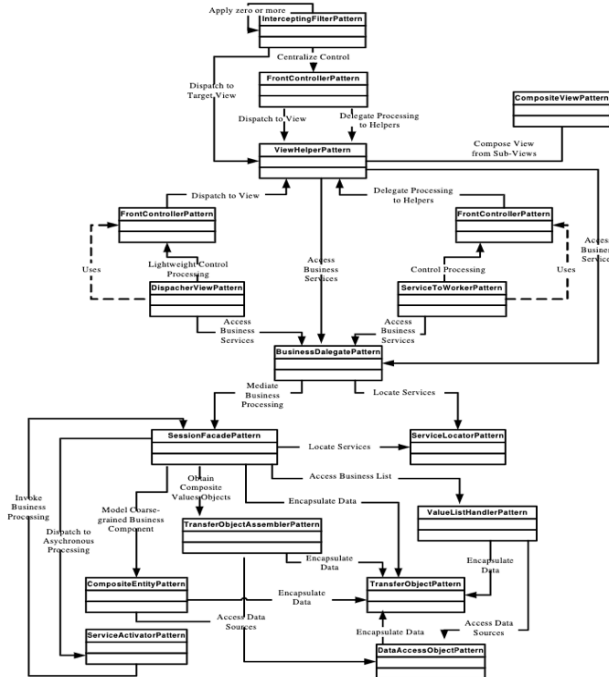 Apply zero or more
InterceptingFilterPattern
Centralize Control
Dispatch to
Target View
FrontControllerPattern
CompositeViewPattern
Dispatch to View
Delegate Processing
to Helpers
ViewHelperPattern
Compose View
from Sub-Views
Dispatch to View
Delegate Processing
to Helpers
FrontControllerPattern
FrontControllerPattern
Uses
Lightweight Control
Processing
Access
Business
Services
Control Processing
Uses
Access
Business
Services
DispacherViewPattern
ServiceToWorkerPattern
Access
Business
Services
Access
Business
Services
BusinessDalegatePattern
Mediate
Business
Processing
Locate Services
SessionFacadePattern
Locate Services
ServiceLocatorPattern
Invoke
Business
Processing
Dispatch to
Asychronous
Processing
Model Coarse-
grained Business
Component
Obtain
Composite
Values Objects
Access Business List
Encapsulate Data
ValueListHandlerPattern
TransferObjectAssemblerPattern
Encapsulate
Data
Encapsulate
Data
CompositeEntityPattern
Encapsulate
Data
TransferObjectPattern
Access Data
Sources
Encapsulate Data
Access Data
Sources
ServiceActivatorPattern
DataAccessObjectPattern